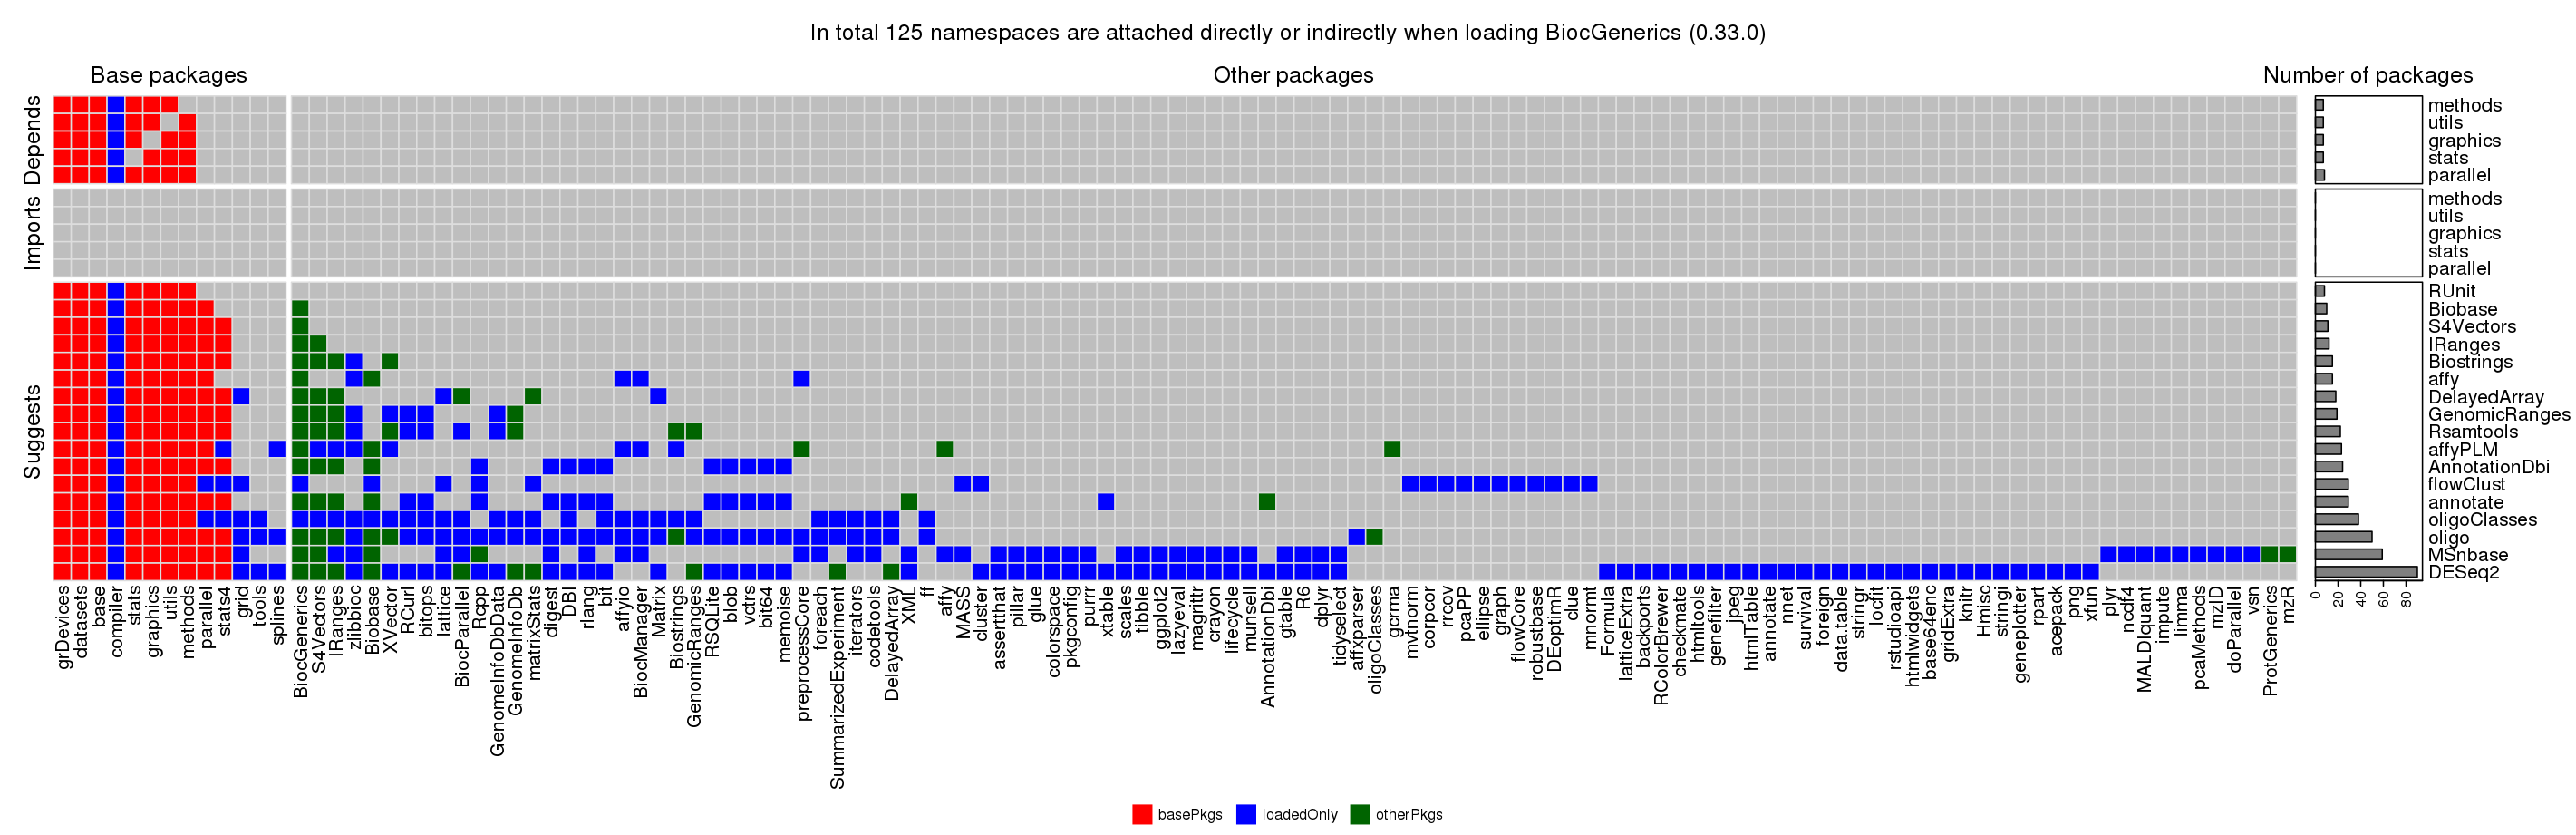 In total 125 namespaces are attached directly or indirectly when loading BiocGenerics (0.33.0)
Base packages
Other packages
Number of packages
Depends
methods
utils
graphics
stats
parallel
Imports
methods
utils
graphics
stats
parallel
Suggests
RUnit
Biobase
S4Vectors
IRanges
Biostrings
affy
DelayedArray
GenomicRanges
Rsamtools
affyPLM
AnnotationDbi
flowClust
annotate
oligoClasses
oligo
MSnbase
DESeq2
grDevices
datasets
base
compiler
stats
graphics
utils
methods
parallel
stats4
grid
tools
splines
BiocGenerics
S4Vectors
IRanges
zlibbioc
Biobase
XVector
RCurl
bitops
lattice
BiocParallel
Rcpp
GenomeInfoDbData
GenomeInfoDb
matrixStats
digest
DBI
rlang
bit
affyio
BiocManager
Matrix
Biostrings
GenomicRanges
RSQLite
blob
vctrs
bit64
memoise
preprocessCore
foreach
SummarizedExperiment
iterators
codetools
DelayedArray
XML
ff
affy
MASS
cluster
assertthat
pillar
glue
colorspace
pkgconfig
purrr
xtable
scales
tibble
ggplot2
lazyeval
magrittr
crayon
lifecycle
munsell
AnnotationDbi
gtable
R6
dplyr
tidyselect
affxparser
oligoClasses
gcrma
mvtnorm
corpcor
rrcov
pcaPP
ellipse
graph
flowCore
robustbase
DEoptimR
clue
mnormt
Formula
latticeExtra
backports
RColorBrewer
checkmate
htmltools
genefilter
jpeg
htmlTable
annotate
nnet
survival
foreign
data.table
stringr
locfit
rstudioapi
htmlwidgets
base64enc
gridExtra
knitr
Hmisc
stringi
geneplotter
rpart
acepack
png
xfun
plyr
ncdf4
MALDIquant
impute
limma
pcaMethods
mzID
doParallel
vsn
ProtGenerics
mzR
0
20
40
60
80
basePkgs
loadedOnly
otherPkgs